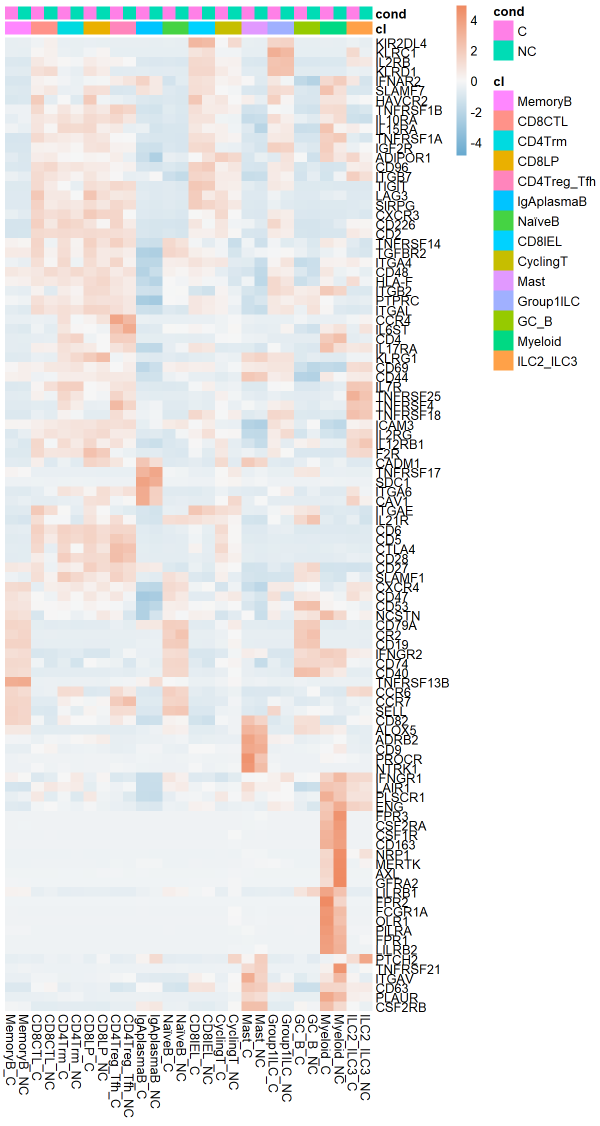 cond
cl
KIR2DL4
KLRC1
IL2RB
KLRD1
IFNAR2
SLAMF7
HAVCR2
TNFRSF1B
IL10RA
IL15RA
TNFRSF1A
IGF2R
ADIPOR1
CD96
ITGB7
TIGIT
LAG3
SIRPG
CXCR3
CD226
CD2
TNFRSF14
TGFBR2
ITGA4
CD48
HLA-F
ITGB2
PTPRC
ITGAL
CCR4
IL6ST
CD4
IL17RA
KLRG1
CD69
CD44
IL7R
TNFRSF25
TNFRSF4
TNFRSF18
ICAM3
IL2RG
IL12RB1
F2R
CADM1
TNFRSF17
SDC1
ITGA6
CAV1
ITGAE
IL21R
CD6
CD5
CTLA4
CD28
CD27
SLAMF1
CXCR4
CD47
CD53
NCSTN
CD79A
CR2
CD19
IFNGR2
CD74
CD40
TNFRSF13B
CCR6
CCR7
SELL
CD82
ALOX5
ADRB2
CD9
PROCR
NTRK1
IFNGR1
LAIR1
PLSCR1
ENG
FPR3
CSF2RA
CSF1R
CD163
NRP1
MERTK
AXL
GFRA2
LILRB1
FPR2
FCGR1A
OLR1
PILRA
FPR1
LILRB2
PTCH2
TNFRSF21
ITGAV
CD63
PLAUR
CSF2RB
MemoryB_C
MemoryB_NC
CD8CTL_C
CD8CTL_NC
CD4Trm_C
CD4Trm_NC
CD8LP_C
CD8LP_NC
CD4Treg_Tfh_C
CD4Treg_Tfh_NC
IgAplasmaB_C
IgAplasmaB_NC
NaïveB_C
NaïveB_NC
CD8IEL_C
CD8IEL_NC
CyclingT_C
CyclingT_NC
Mast_C
Mast_NC
Group1ILC_C
Group1ILC_NC
GC_B_C
GC_B_NC
Myeloid_C
Myeloid_NC
ILC2_ILC3_C
ILC2_ILC3_NC
4
2
0
-2
-4
cond
C
NC
cl
MemoryB
CD8CTL
CD4Trm
CD8LP
CD4Treg_Tfh
IgAplasmaB
NaïveB
CD8IEL
CyclingT
Mast
Group1ILC
GC_B
Myeloid
ILC2_ILC3